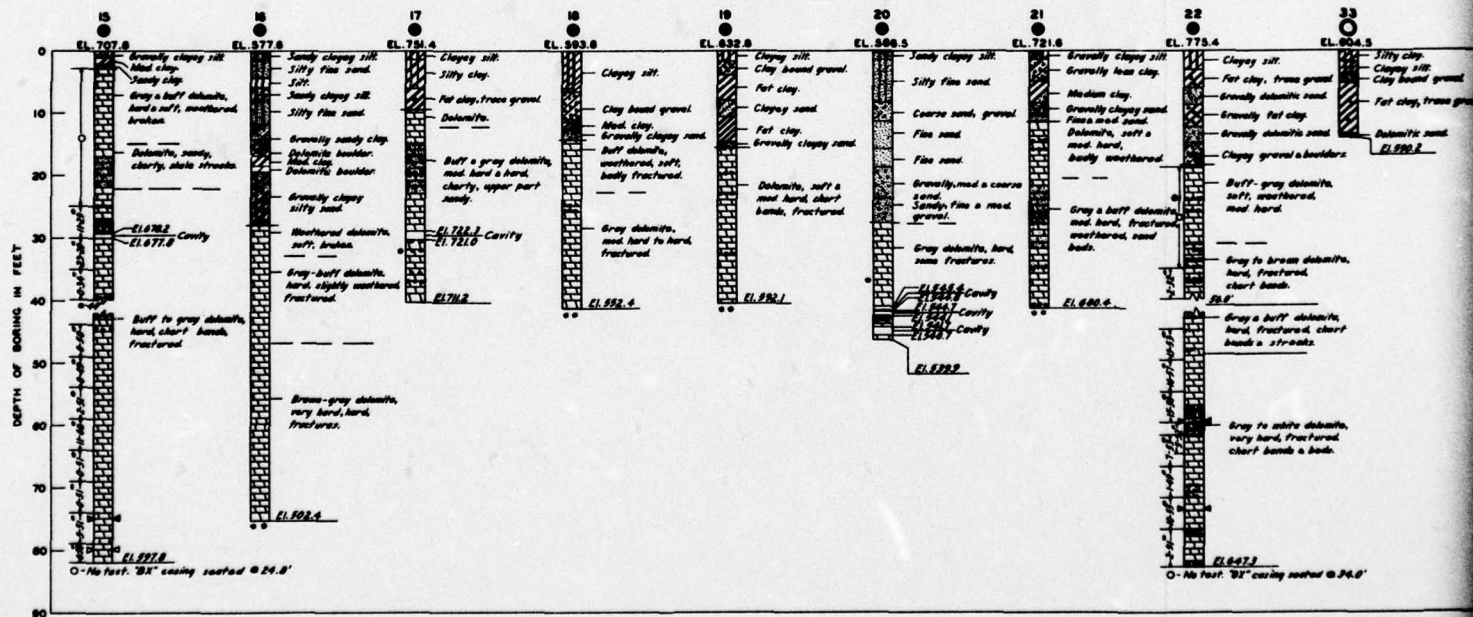 15
16
17
18
19
20
21
22
33
EL.707.8
EL.577.6
EL.751.4
EL.593.8
EL.632.8
EL.586.5
EL.721.6
EL.775.4
EL.604.5
DEPTH OF BORING IN FEET
0
10
20
30
40
50
60
70
80
90
Gravelly clayey silt.
Med clay.
Sandy clay.
Gray & buff dolomite,
hard & soft, weathered
broken.
Dolomite, sandy,
cherty, shale streaks.
El.678.2
Cavity
El.677.8
Buff to gray dolomite,
hard, chert bands,
fractured.
El.597.8
O - No test. "BX" casing seated @ 24.8'
Sandy clayey silt.
Silty fine sand.
Silt.
Sandy clayey silt.
Silty fine sand.
Gravelly sandy clay.
Dolomite boulder.
Med. clay.
Dolomite boulder.
Gravelly clayey
silty sand.
Weathered dolomite,
soft, broken.
Gray-buff dolomite,
hard, slightly weathered
fractured.
Brown-gray dolomite,
very hard, hard,
fractures.
El.502.4
Clayey silt.
Silty clay.
Fat clay, trace gravel.
Dolomite.
Buff & gray dolomite,
mod. hard & hard,
cherty, upper part
sandy.
El.722.3
Cavity
El.721.0
El.711.2
Clayey silt.
Clay bound gravel.
Med. clay.
Gravelly clayey sand.
Buff dolomite,
weathered, soft,
badly fractured.
Gray dolomite,
mod. hard to hard,
fractured.
El.552.4
Clayey silt.
Clay bound gravel.
Fat clay.
Clayey sand.
Fat clay.
Gravelly clayey sand.
Dolomite, soft &
mod. hard, chert
bands, fractured.
El.592.1
Sandy clayey silt.
Silty fine sand.
Coarse sand, gravel.
Fine sand.
Fine sand.
Gravelly, med & coarse
sand.
Sandy, fine & med.
gravel.
Gray dolomite, hard,
some fractures.
El.545.4
Cavity
Cavity
El.539.9
Gravelly clayey silt.
Gravelly lean clay.
Medium clay.
Gravelly clayey sand.
Fine & med. sand.
Dolomite, soft &
mod. hard,
badly weathered.
Gray & buff dolomite,
mod. hard, fractured,
weathered, sand
beds.
El.680.4
Clayey silt.
Fat clay, trace gravel.
Gravelly dolomitic sand.
Gravelly fat clay.
Gravelly dolomitic sand.
Clayey gravel & boulders.
Buff-gray dolomite,
soft, weathered,
mod. hard.
Gray to brown dolomite,
hard, fractured,
chert bands.
Gray & buff dolomite,
hard, fractured, chert
bands & streaks.
Gray to white dolomite,
very hard, fractured
chert bands & beds.
El.647.3
O - No test. "BX" casing seated @ 34.0'
Silty clay.
Clayey silt.
Clay bound gravel.
Dolomitic sand.
El.590.2